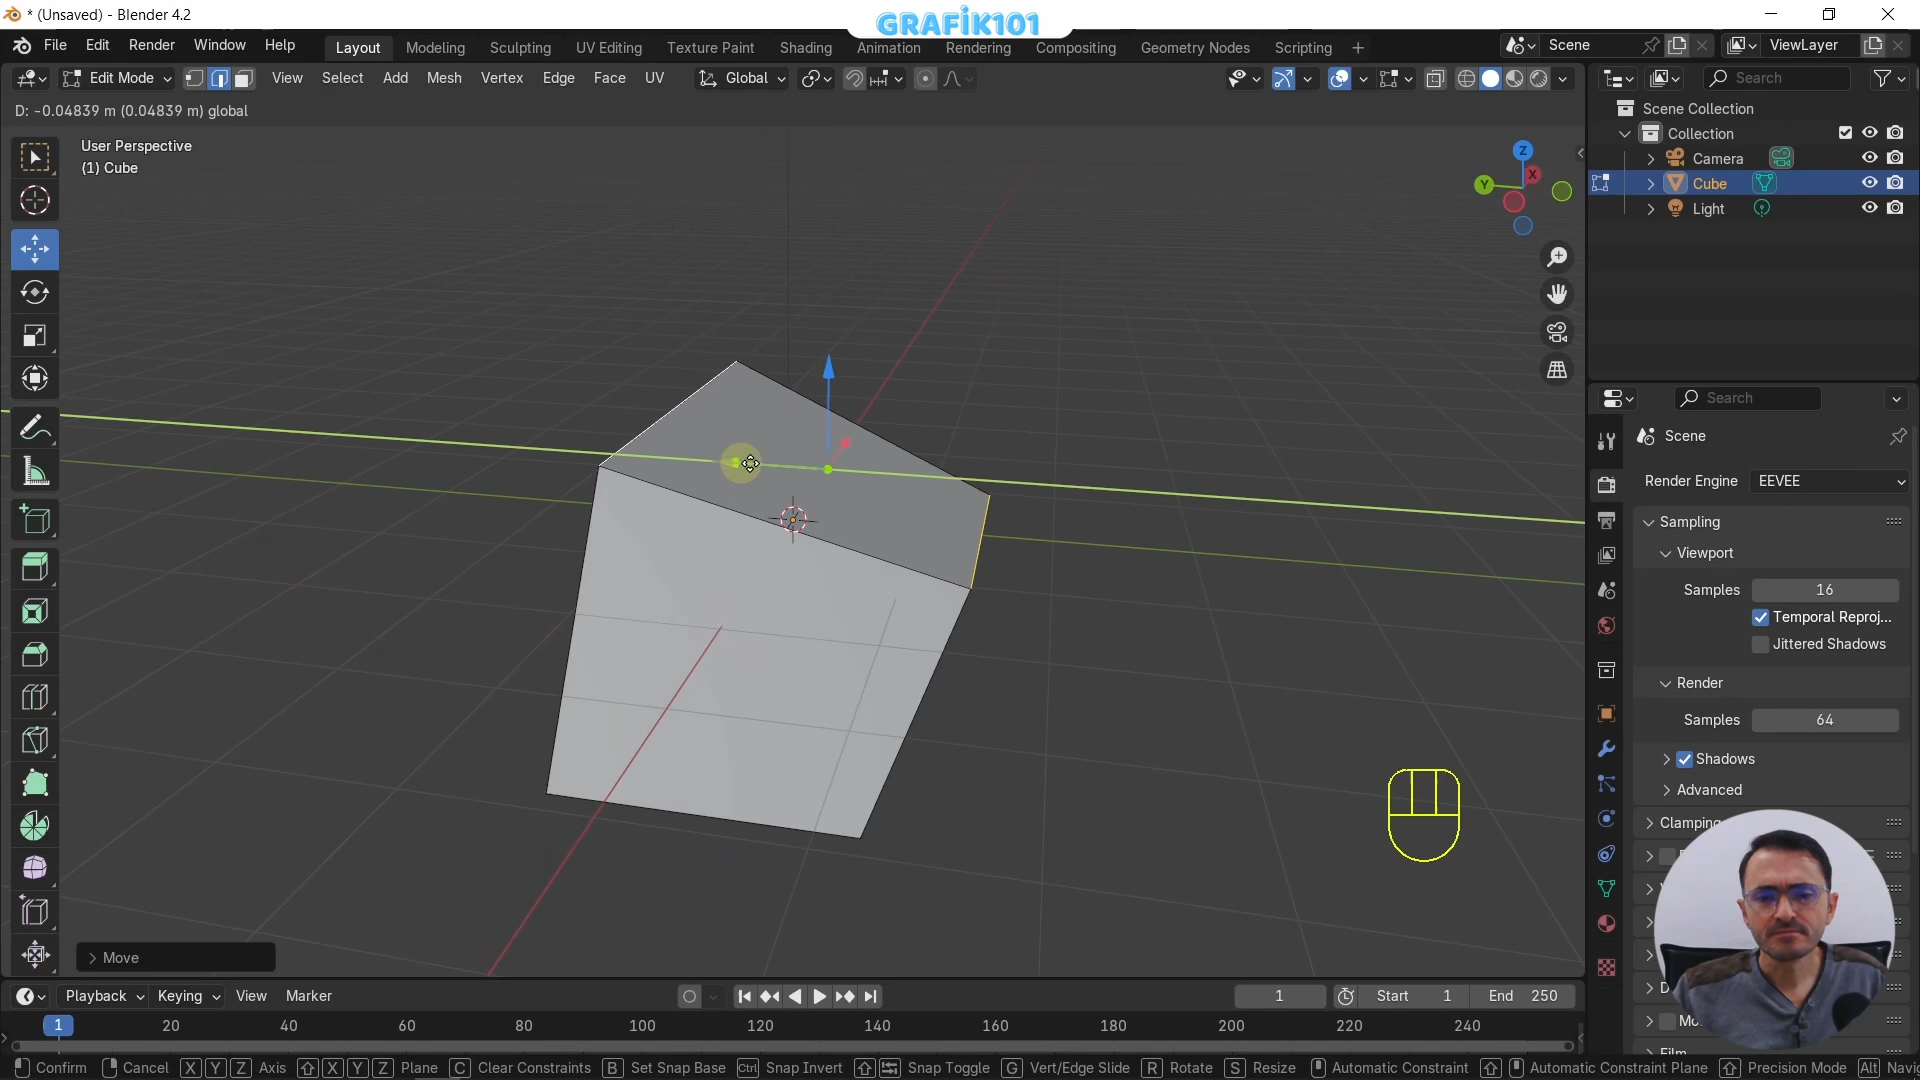 * (Unsaved) - Blender 4.2
GRAFİK101
File Edit Render Window Help
Layout Modeling Sculpting UV Editing Texture Paint Shading Animation Rendering Compositing Geometry Nodes Scripting +
Scene
ViewLayer
Edit Mode View Select Add Mesh Vertex Edge Face UV Global
Search
D: -0.04839 m (0.04839 m) global
User Perspective
(1) Cube
Z
Y
X
Scene Collection
Collection
Camera
Cube
Light
Search
Scene
Render Engine EEVEE
Sampling
Viewport
Samples 16
Temporal Reproj...
Jittered Shadows
Render
Samples 64
Shadows
Advanced
Clamping
Move
Playback Keying View Marker
1 Start 1 End 250
1 20 40 60 80 100 120 140 160 180 200 220 240
Confirm Cancel X Y Z Axis X Y Z Plane C Clear Constraints B Set Snap Base Ctrl Snap Invert Snap Toggle G Vert/Edge Slide R Rotate S Resize Automatic Constraint Automatic Constraint Plane Precision Mode Alt Navig